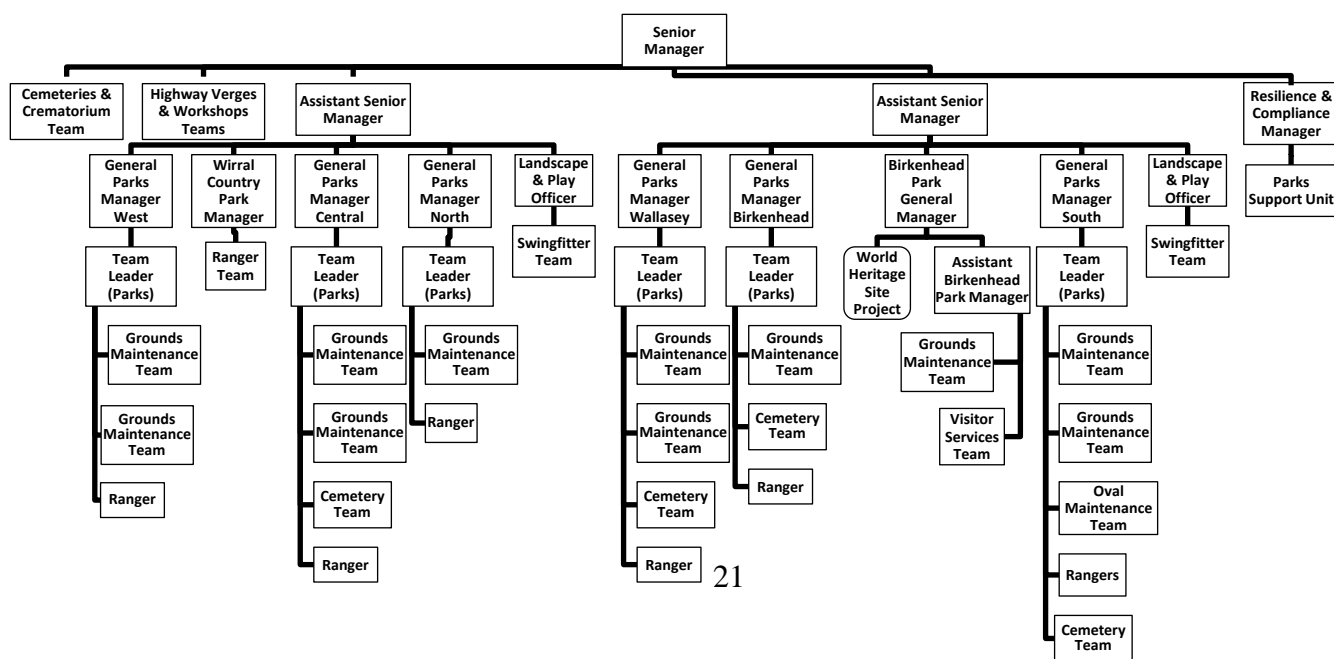 Senior
Manager
Cemeteries &
Crematorium
Team
Highway Verges
& Workshops
Teams
Assistant Senior
Manager
Assistant Senior
Manager
Resilience &
Compliance
Manager
General
Parks
Manager
West
Wirral
Country
Park
Manager
General
Parks
Manager
Central
General
Parks
Manager
North
Landscape
& Play
Officer
General
Parks
Manager
Wallasey
General
Parks
Manager
Birkenhead
Birkenhead
Park
General
Manager
General
Parks
Manager
South
Landscape
& Play
Officer
Parks
Support Unit
Team
Leader
(Parks)
Ranger
Team
Team
Leader
(Parks)
Team
Leader
(Parks)
Swingfitter
Team
Team
Leader
(Parks)
Team
Leader
(Parks)
World
Heritage
Site
Project
Assistant
Birkenhead
Park Manager
Team
Leader
(Parks)
Swingfitter
Team
Grounds
Maintenance
Team
Grounds
Maintenance
Team
Ranger
Grounds
Maintenance
Team
Grounds
Maintenance
Team
Cemetery
Team
Ranger
Grounds
Maintenance
Team
Ranger
Grounds
Maintenance
Team
Grounds
Maintenance
Team
Cemetery
Team
Ranger
Grounds
Maintenance
Team
Cemetery
Team
Ranger
Grounds
Maintenance
Team
Visitor
Services
Team
Grounds
Maintenance
Team
Grounds
Maintenance
Team
Oval
Maintenance
Team
Rangers
Cemetery
Team
21